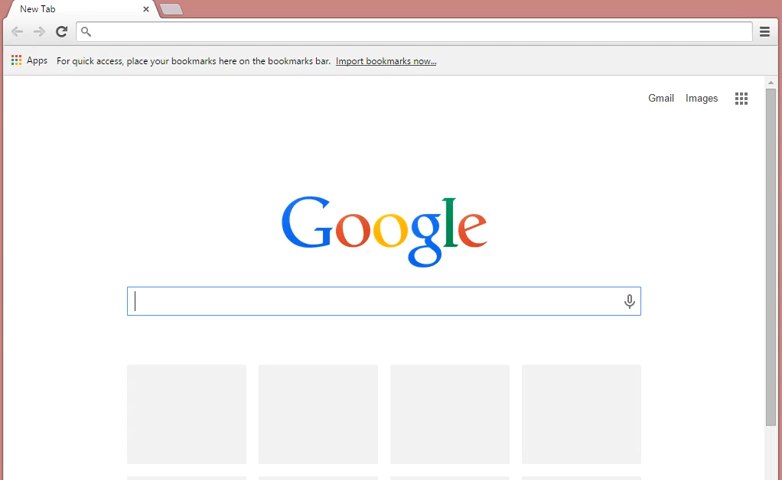 New Tab
Apps For quick access, place your bookmarks here on the bookmarks bar. Import bookmarks now...
Gmail Images
Google